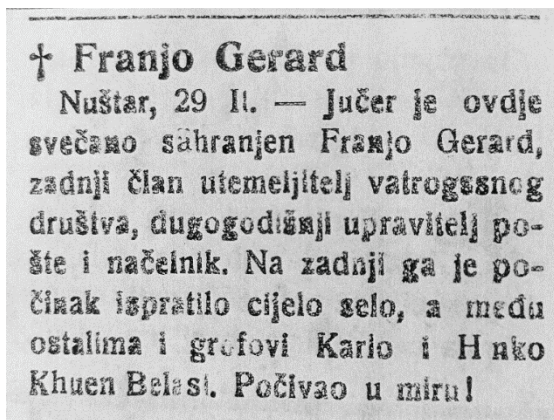 † Franjo Gerard
Nuštar, 29 II. — Jučer je ovdje
svečano sahranjen Franjo Gerard,
zadnji član utemeljitelj vatrogssnog
društva, dugogodišnji upravitelj po-
šte i načelnik. Na zadnji ga je po-
činak ispratilo cijelo selo, a među
ostalima i grofovi Karlo i H nko
Khuen Belasi. Počivao u miru!